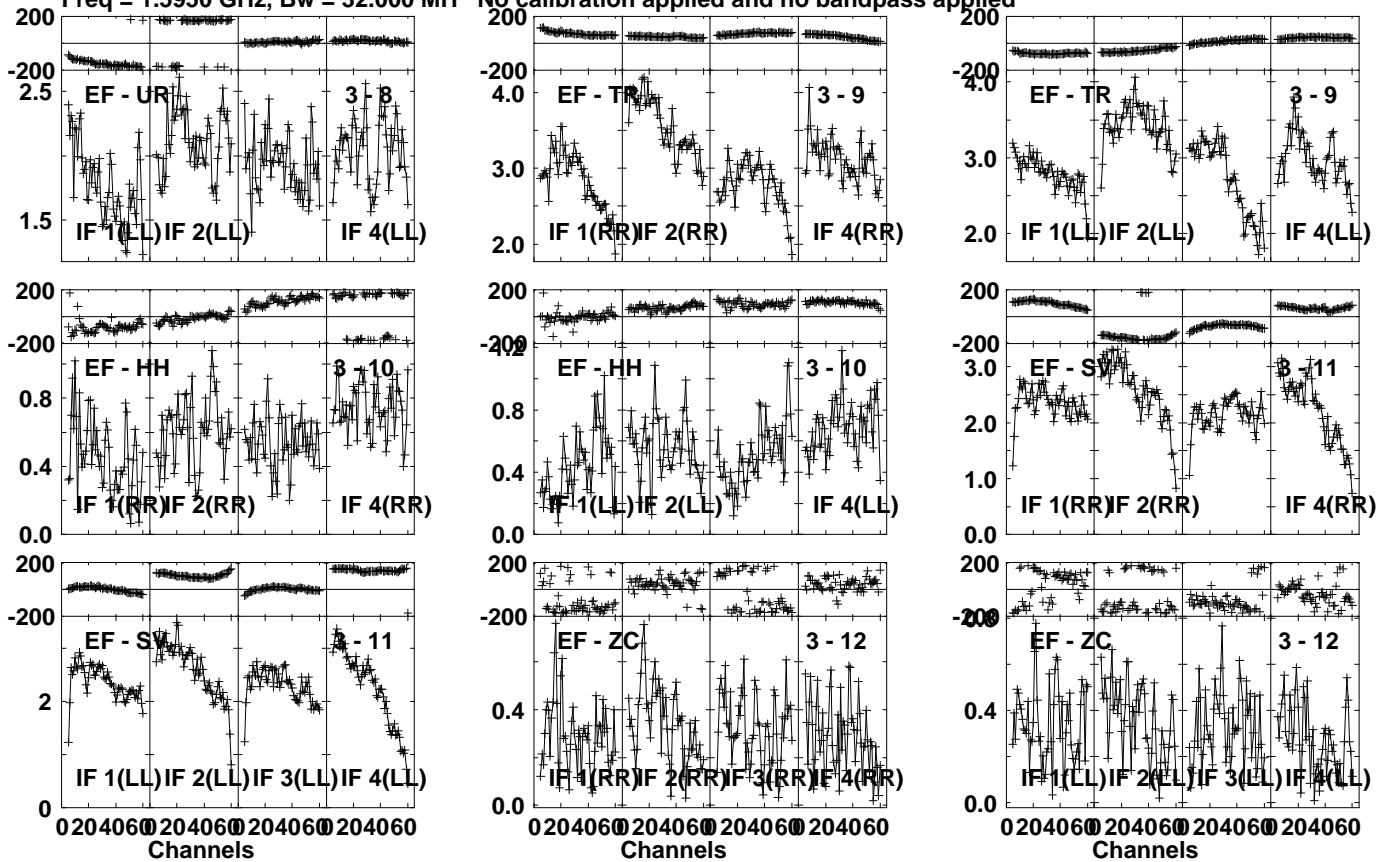 Freq = 1.5950 GHz, Bw = 32.000 MH No calibration applied and no bandpass applied
200
-200
EF - UR 3 - 8
2.5
1.5
IF 1(LL) IF 2(LL) IF 4(LL)
200
-200
EF - TR 3 - 9
4.0
3.0
2.0
IF 1(RR) IF 2(RR) IF 4(RR)
200
-200
EF - TR 3 - 9
4.0
3.0
2.0
IF 1(LL) IF 2(LL) IF 4(LL)
200
-200
EF - HH 3 - 10
0.8
0.4
0.0
IF 1(RR) IF 2(RR) IF 4(RR)
200
-200
1.2
EF - HH 3 - 10
0.8
0.4
0.0
IF 1(LL) IF 2(LL) IF 4(LL)
200
-200
EF - SV 3 - 11
3.0
2.0
1.0
0.0
IF 1(RR) IF 2(RR) IF 4(RR)
200
-200
EF - SV 3 - 11
2
0
IF 1(LL) IF 2(LL) IF 3(LL) IF 4(LL)
0 20 40 60 0 20 40 60 0 20 40 60 0 20 40 60
Channels
200
-200
EF - ZC 3 - 12
0.4
0.0
IF 1(RR) IF 2(RR) IF 3(RR) IF 4(RR)
0 20 40 60 0 20 40 60 0 20 40 60 0 20 40 60
Channels
200
-200
0.8
EF - ZC 3 - 12
0.4
0.0
IF 1(LL) IF 2(LL) IF 3(LL) IF 4(LL)
0 20 40 60 0 20 40 60 0 20 40 60 0 20 40 60
Channels